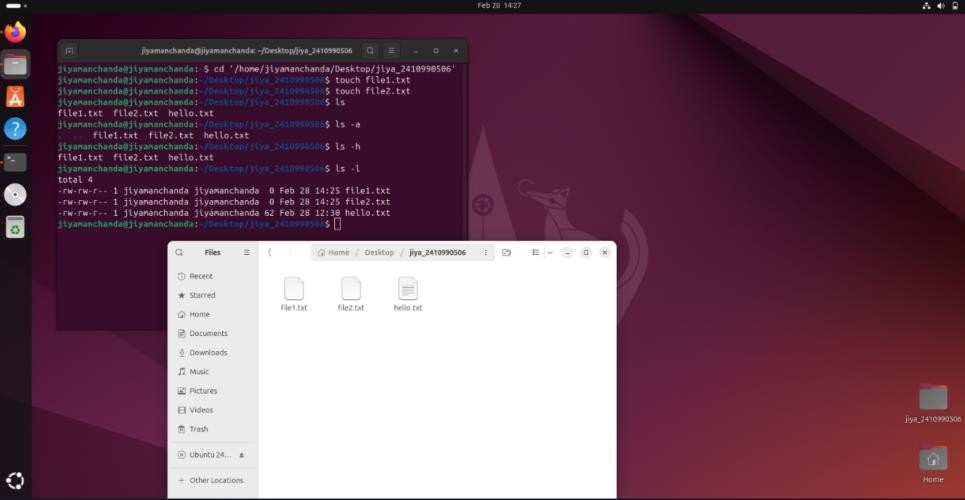 Feb 28 14:27
jiyamanchanda@jiyamanchanda: ~/Desktop/jiya_2410990506
jiyamanchanda@jiyamanchanda:~$ cd '/home/jiyamanchanda/Desktop/jiya_2410990506'
jiyamanchanda@jiyamanchanda:~/Desktop/jiya_2410990506$ touch file1.txt
jiyamanchanda@jiyamanchanda:~/Desktop/jiya_2410990506$ touch file2.txt
jiyamanchanda@jiyamanchanda:~/Desktop/jiya_2410990506$ ls
file1.txt  file2.txt  hello.txt
jiyamanchanda@jiyamanchanda:~/Desktop/jiya_2410990506$ ls -a
.  ..  file1.txt  file2.txt  hello.txt
jiyamanchanda@jiyamanchanda:~/Desktop/jiya_2410990506$ ls -h
file1.txt  file2.txt  hello.txt
jiyamanchanda@jiyamanchanda:~/Desktop/jiya_2410990506$ ls -l
total 4
-rw-rw-r-- 1 jiyamanchanda jiyamanchanda  0 Feb 28 14:25 file1.txt
-rw-rw-r-- 1 jiyamanchanda jiyamanchanda  0 Feb 28 14:25 file2.txt
-rw-rw-r-- 1 jiyamanchanda jiyamanchanda 62 Feb 28 12:30 hello.txt
jiyamanchanda@jiyamanchanda:~/Desktop/jiya_2410990506$
Files
Home / Desktop / jiya_2410990506
Recent
Starred
Home
Documents
Downloads
Music
Pictures
Videos
Trash
Ubuntu 24...
+ Other Locations
file1.txt
file2.txt
hello.txt
jiya_2410990506
Home